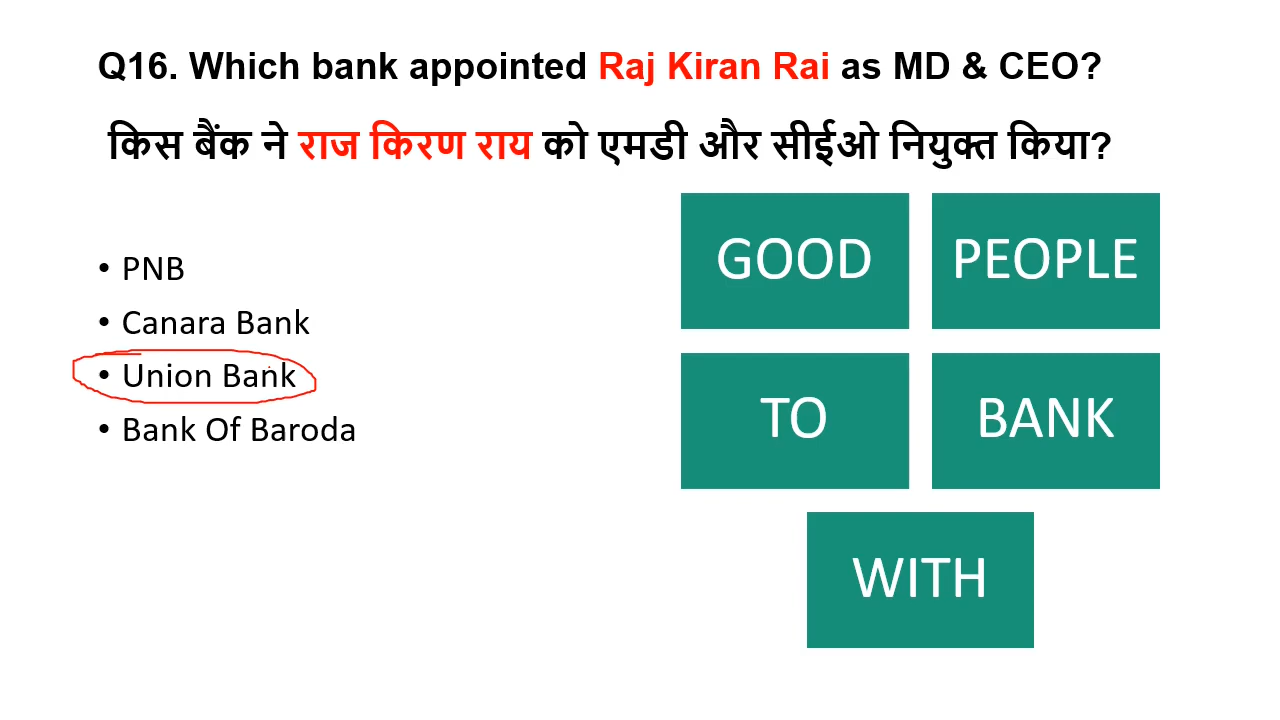 Q16. Which bank appointed Raj Kiran Rai as MD & CEO?
किस बैंक ने राज किरण राय को एमडी और सीईओ नियुक्त किया?
• PNB
• Canara Bank
• Union Bank
• Bank Of Baroda
GOOD PEOPLE
TO BANK
WITH